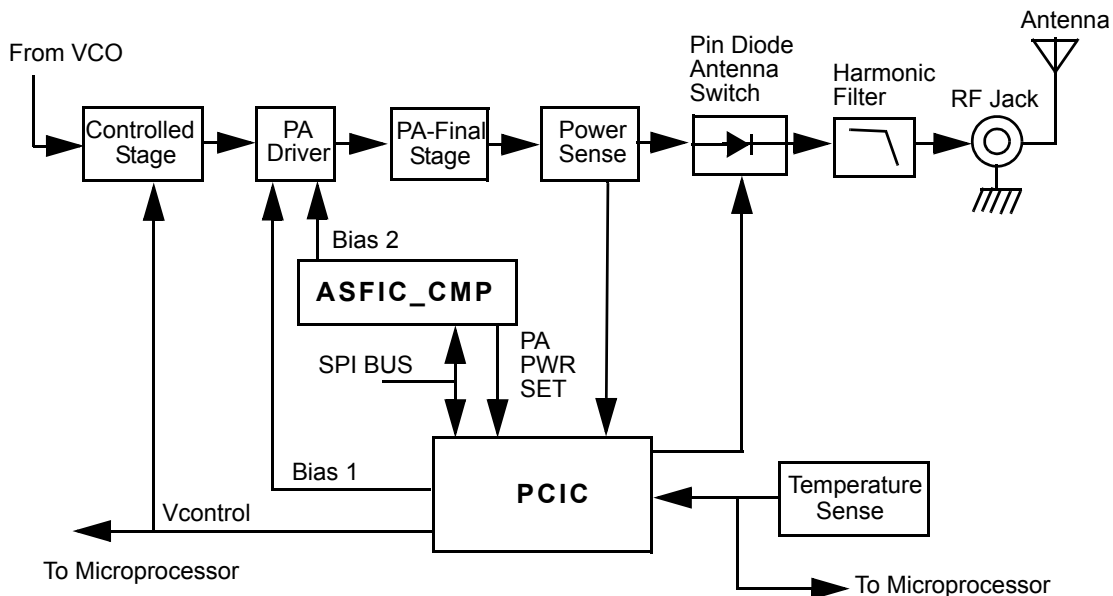 Antenna
From VCO
Pin Diode
Antenna
Switch
Harmonic
Filter
RF Jack
Controlled
Stage
PA
Driver
PA-Final
Stage
Power
Sense
Bias 2
ASFIC_CMP
SPI BUS
PA
PWR
SET
Bias 1
PCIC
Temperature
Sense
Vcontrol
To Microprocessor
To Microprocessor